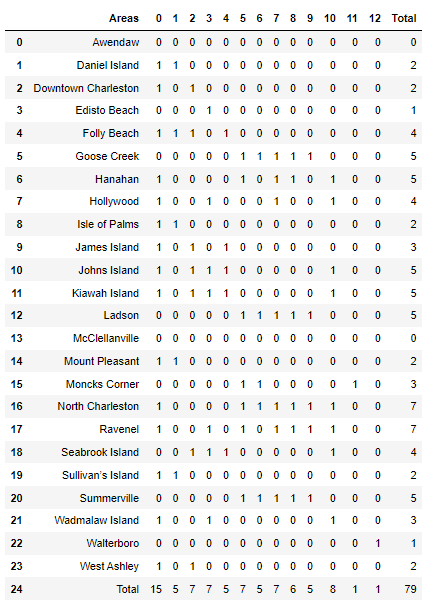 Areas 0 1 2 3 4 5 6 7 8 9 10 11 12 Total
0 Awendaw 0 0 0 0 0 0 0 0 0 0 0 0 0 0
1 Daniel Island 1 1 0 0 0 0 0 0 0 0 0 0 0 2
2 Downtown Charleston 1 0 1 0 0 0 0 0 0 0 0 0 0 2
3 Edisto Beach 0 0 0 1 0 0 0 0 0 0 0 0 0 1
4 Folly Beach 1 1 1 0 1 0 0 0 0 0 0 0 0 4
5 Goose Creek 0 0 0 0 0 1 1 1 1 1 0 0 0 5
6 Hanahan 1 0 0 0 0 1 0 1 1 0 1 0 0 5
7 Hollywood 1 0 0 1 0 0 0 1 0 0 1 0 0 4
8 Isle of Palms 1 1 0 0 0 0 0 0 0 0 0 0 0 2
9 James Island 1 0 1 0 1 0 0 0 0 0 0 0 0 3
10 Johns Island 1 0 1 1 1 0 0 0 0 0 1 0 0 5
11 Kiawah Island 1 0 1 1 1 0 0 0 0 0 1 0 0 5
12 Ladson 0 0 0 0 0 1 1 1 1 1 0 0 0 5
13 McClellanville 0 0 0 0 0 0 0 0 0 0 0 0 0 0
14 Mount Pleasant 1 1 0 0 0 0 0 0 0 0 0 0 0 2
15 Moncks Corner 0 0 0 0 0 1 1 0 0 0 0 1 0 3
16 North Charleston 1 0 0 0 0 1 1 1 1 1 1 0 0 7
17 Ravenel 1 0 0 1 0 1 0 1 1 1 1 0 0 7
18 Seabrook Island 0 0 1 1 1 0 0 0 0 0 1 0 0 4
19 Sullivan's Island 1 1 0 0 0 0 0 0 0 0 0 0 0 2
20 Summerville 0 0 0 0 0 1 1 1 1 1 0 0 0 5
21 Wadmalaw Island 1 0 0 1 0 0 0 0 0 0 1 0 0 3
22 Walterboro 0 0 0 0 0 0 0 0 0 0 0 0 1 1
23 West Ashley 1 0 1 0 0 0 0 0 0 0 0 0 0 2
24 Total 15 5 7 7 5 7 5 7 6 5 8 1 1 79